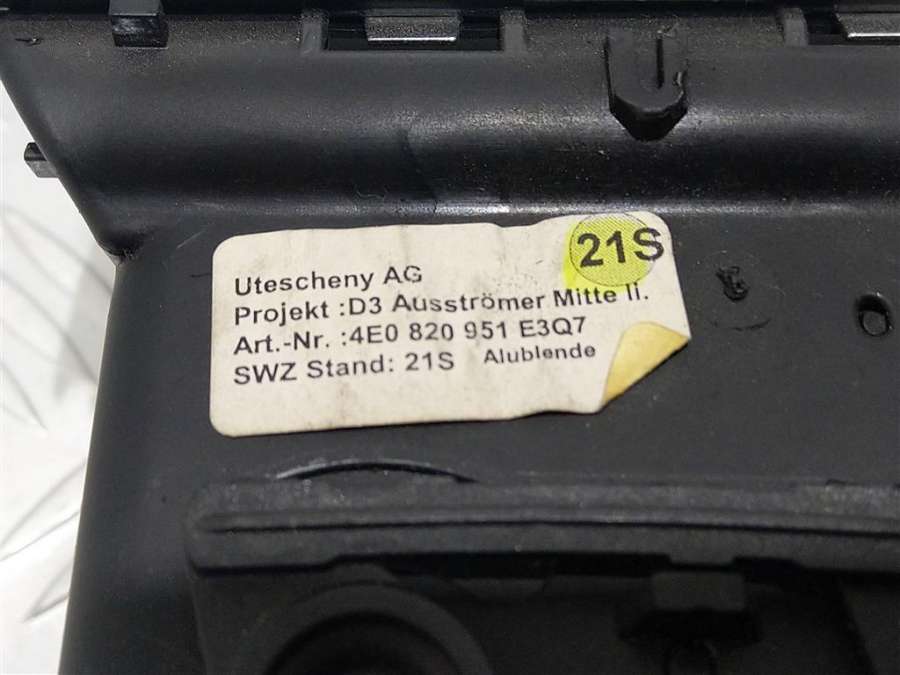 21S
Utescheny AG
Projekt :D3 Ausströmer Mitte li.
Art.-Nr. :4E0 820 951 E3Q7
SWZ Stand: 21S Alublende